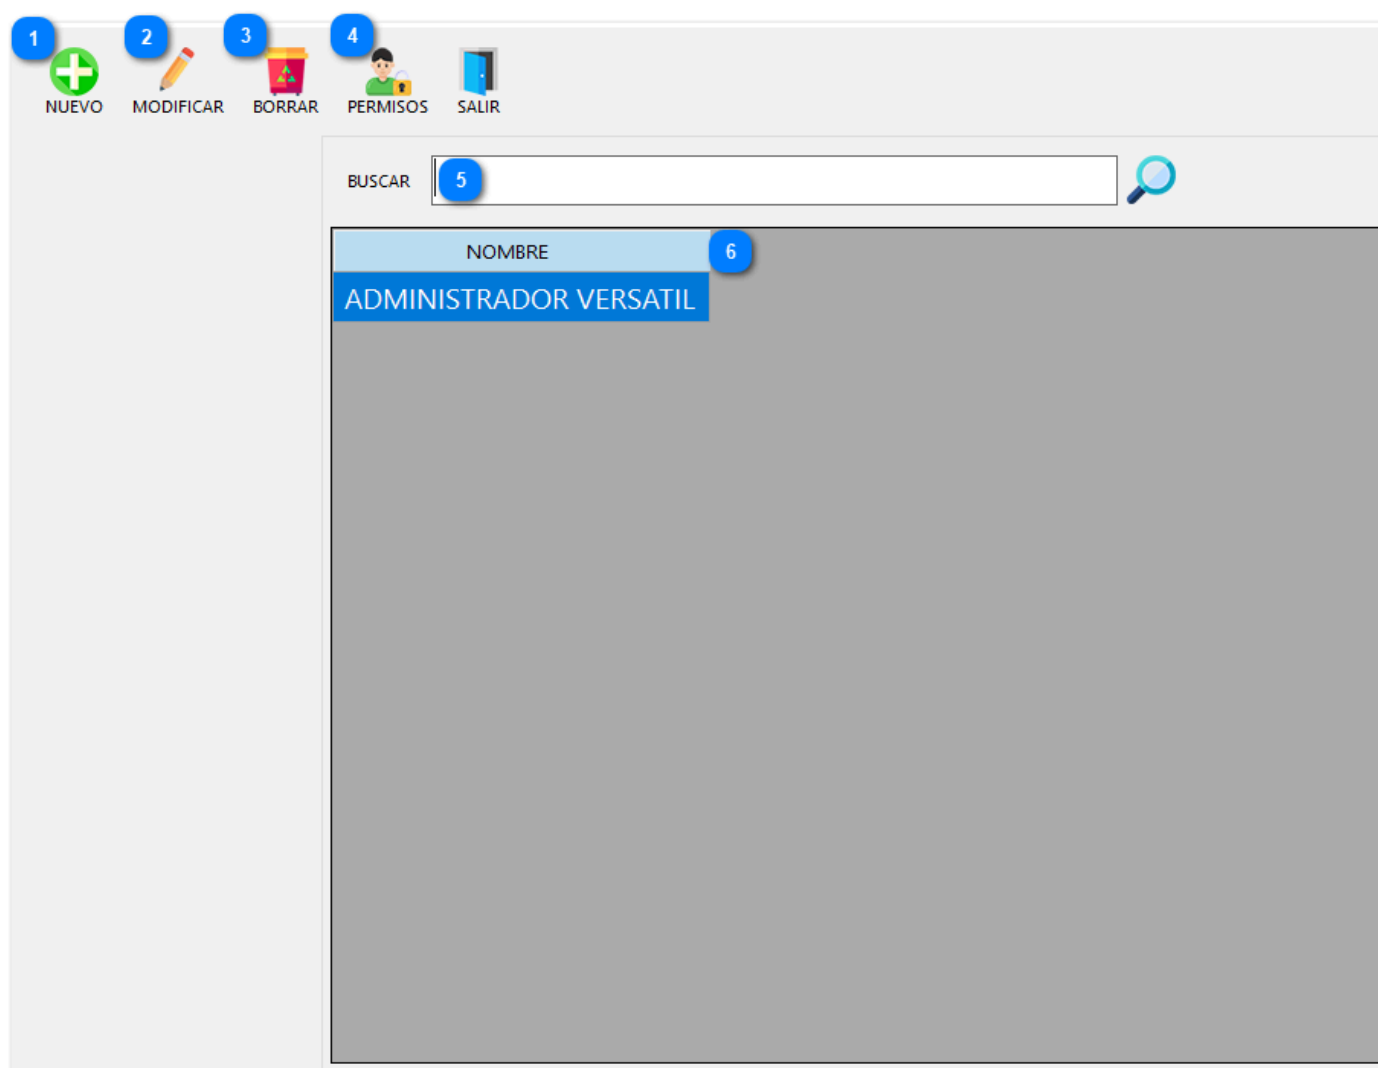 1 2 3 4
NUEVO MODIFICAR BORRAR PERMISOS SALIR
BUSCAR 5
NOMBRE 6
ADMINISTRADOR VERSATIL